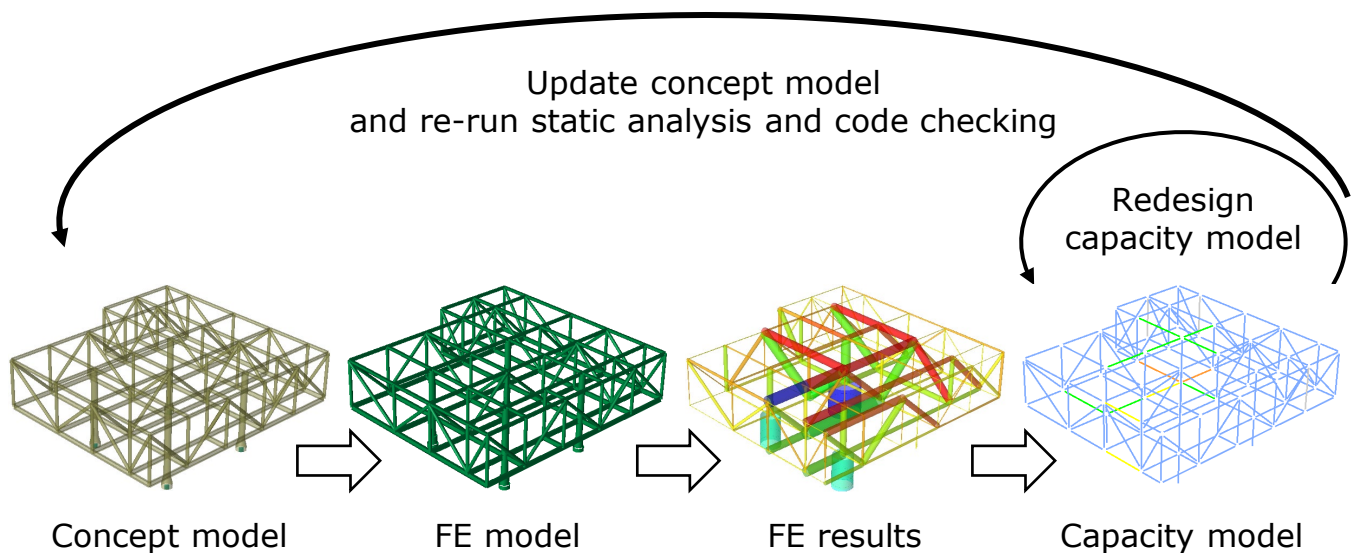 Update concept model
and re-run static analysis and code checking
Redesign
capacity model
Concept model
FE model
FE results
Capacity model